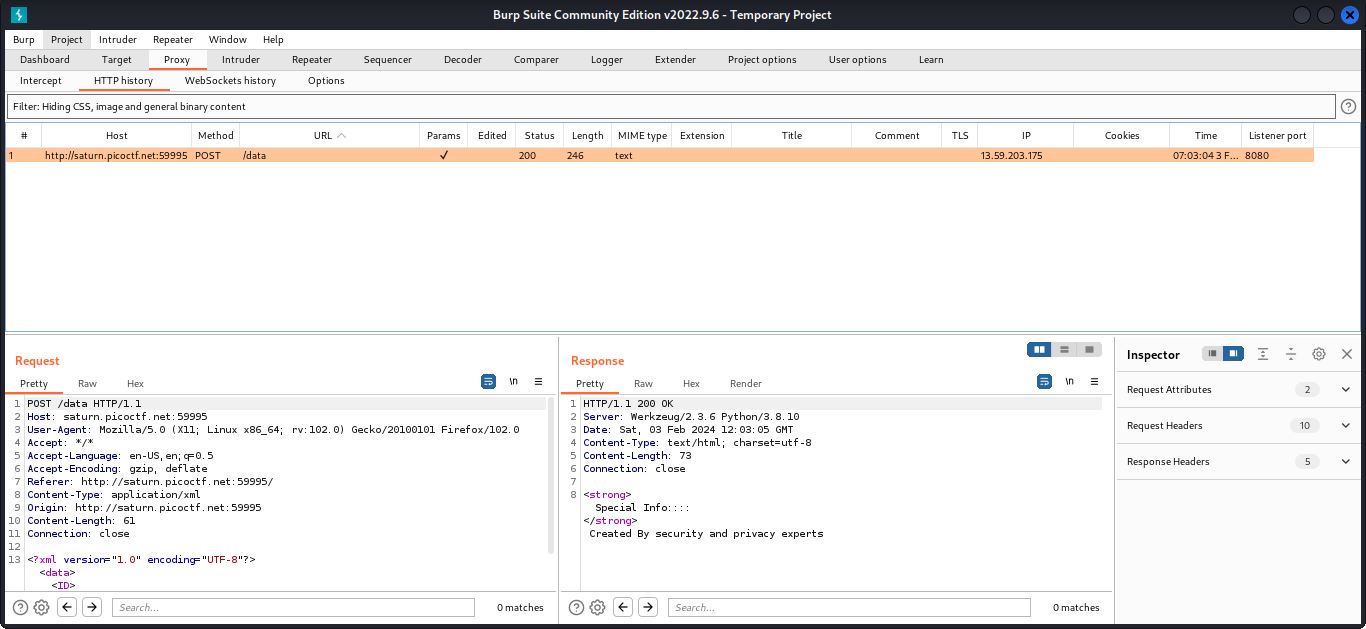 Burp Suite Community Edition v2022.9.6 - Temporary Project
Burp Project Intruder Repeater Window Help
Dashboard Target Proxy Intruder Repeater Sequencer Decoder Comparer Logger Extender Project options User options Learn
Intercept HTTP history WebSockets history Options
Filter: Hiding CSS, image and general binary content
# Host Method URL Params Edited Status Length MIME type Extension Title Comment TLS IP Cookies Time Listener port
1 http://saturn.picoctf.net:59995 POST /data ✓ 200 246 text 13.59.203.175 07:03:04 3 F... 8080
Request
Pretty Raw Hex \n
1 POST /data HTTP/1.1
2 Host: saturn.picoctf.net:59995
3 User-Agent: Mozilla/5.0 (X11; Linux x86_64; rv:102.0) Gecko/20100101 Firefox/102.0
4 Accept: */*
5 Accept-Language: en-US,en;q=0.5
6 Accept-Encoding: gzip, deflate
7 Referer: http://saturn.picoctf.net:59995/
8 Content-Type: application/xml
9 Origin: http://saturn.picoctf.net:59995
10 Content-Length: 61
11 Connection: close
12
13 <?xml version="1.0" encoding="UTF-8"?>
<data>
<ID>
Search...
0 matches
Response
Pretty Raw Hex Render \n
1 HTTP/1.1 200 OK
2 Server: Werkzeug/2.3.6 Python/3.8.10
3 Date: Sat, 03 Feb 2024 12:03:05 GMT
4 Content-Type: text/html; charset=utf-8
5 Content-Length: 73
6 Connection: close
7
8 <strong>
Special Info::::
</strong>
Created By security and privacy experts
Search...
0 matches
Inspector
Request Attributes 2
Request Headers 10
Response Headers 5